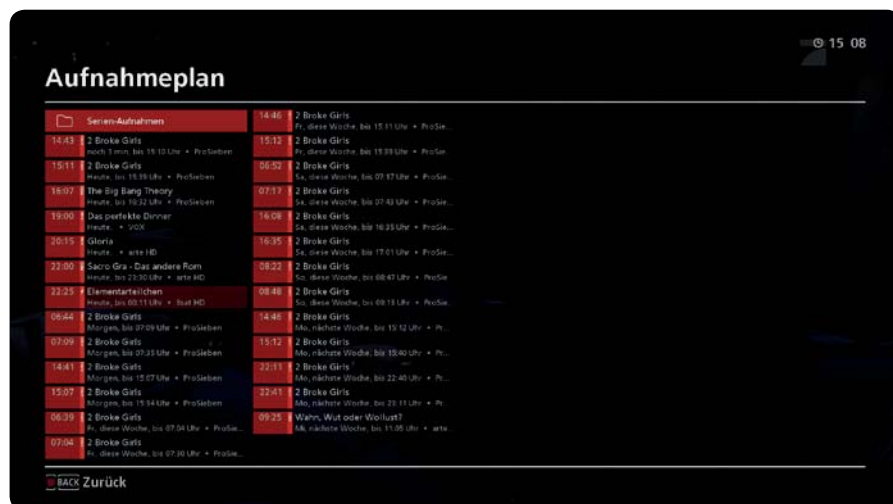 15 08
Aufnahmeplan
Serien-Aufnahmen
14:43 2 Broke Girls
noch 3 min, bis 15:10 Uhr • ProSieben
15:11 2 Broke Girls
Heute, bis 15:39 Uhr • ProSieben
16:07 The Big Bang Theory
Heute, bis 16:32 Uhr • ProSieben
19:00 Das perfekte Dinner
Heute, • VOX
20:15 Gloria
Heute, • arte HD
22:00 Sacro Gra - Das andere Rom
Heute, bis 23:30 Uhr • arte HD
22:25 Elementarteilchen
Heute, bis 00:11 Uhr • 3sat HD
06:44 2 Broke Girls
Morgen, bis 07:09 Uhr • ProSieben
07:09 2 Broke Girls
Morgen, bis 07:35 Uhr • ProSieben
14:41 2 Broke Girls
Morgen, bis 15:07 Uhr • ProSieben
15:07 2 Broke Girls
Morgen, bis 15:34 Uhr • ProSieben
06:39 2 Broke Girls
Fr, diese Woche, bis 07:04 Uhr • ProSie...
07:04 2 Broke Girls
Fr, diese Woche, bis 07:30 Uhr • ProSie...
14:46 2 Broke Girls
Fr, diese Woche, bis 15:11 Uhr • ProSie...
15:12 2 Broke Girls
Fr, diese Woche, bis 15:39 Uhr • ProSie...
06:52 2 Broke Girls
Sa, diese Woche, bis 07:17 Uhr • ProSie...
07:17 2 Broke Girls
Sa, diese Woche, bis 07:43 Uhr • ProSie...
16:08 2 Broke Girls
Sa, diese Woche, bis 16:35 Uhr • ProSie...
16:35 2 Broke Girls
Sa, diese Woche, bis 17:01 Uhr • ProSie...
08:22 2 Broke Girls
So, diese Woche, bis 08:47 Uhr • ProSie...
08:48 2 Broke Girls
So, diese Woche, bis 09:13 Uhr • ProSie...
14:46 2 Broke Girls
Mo, nächste Woche, bis 15:12 Uhr • Pr...
15:12 2 Broke Girls
Mo, nächste Woche, bis 15:40 Uhr • Pr...
22:11 2 Broke Girls
Mo, nächste Woche, bis 22:40 Uhr • Pr...
22:41 2 Broke Girls
Mo, nächste Woche, bis 23:11 Uhr • Pr...
09:25 Wahn, Wut oder Wollust?
Mi, nächste Woche, bis 11:05 Uhr • arte...
BACK Zurück